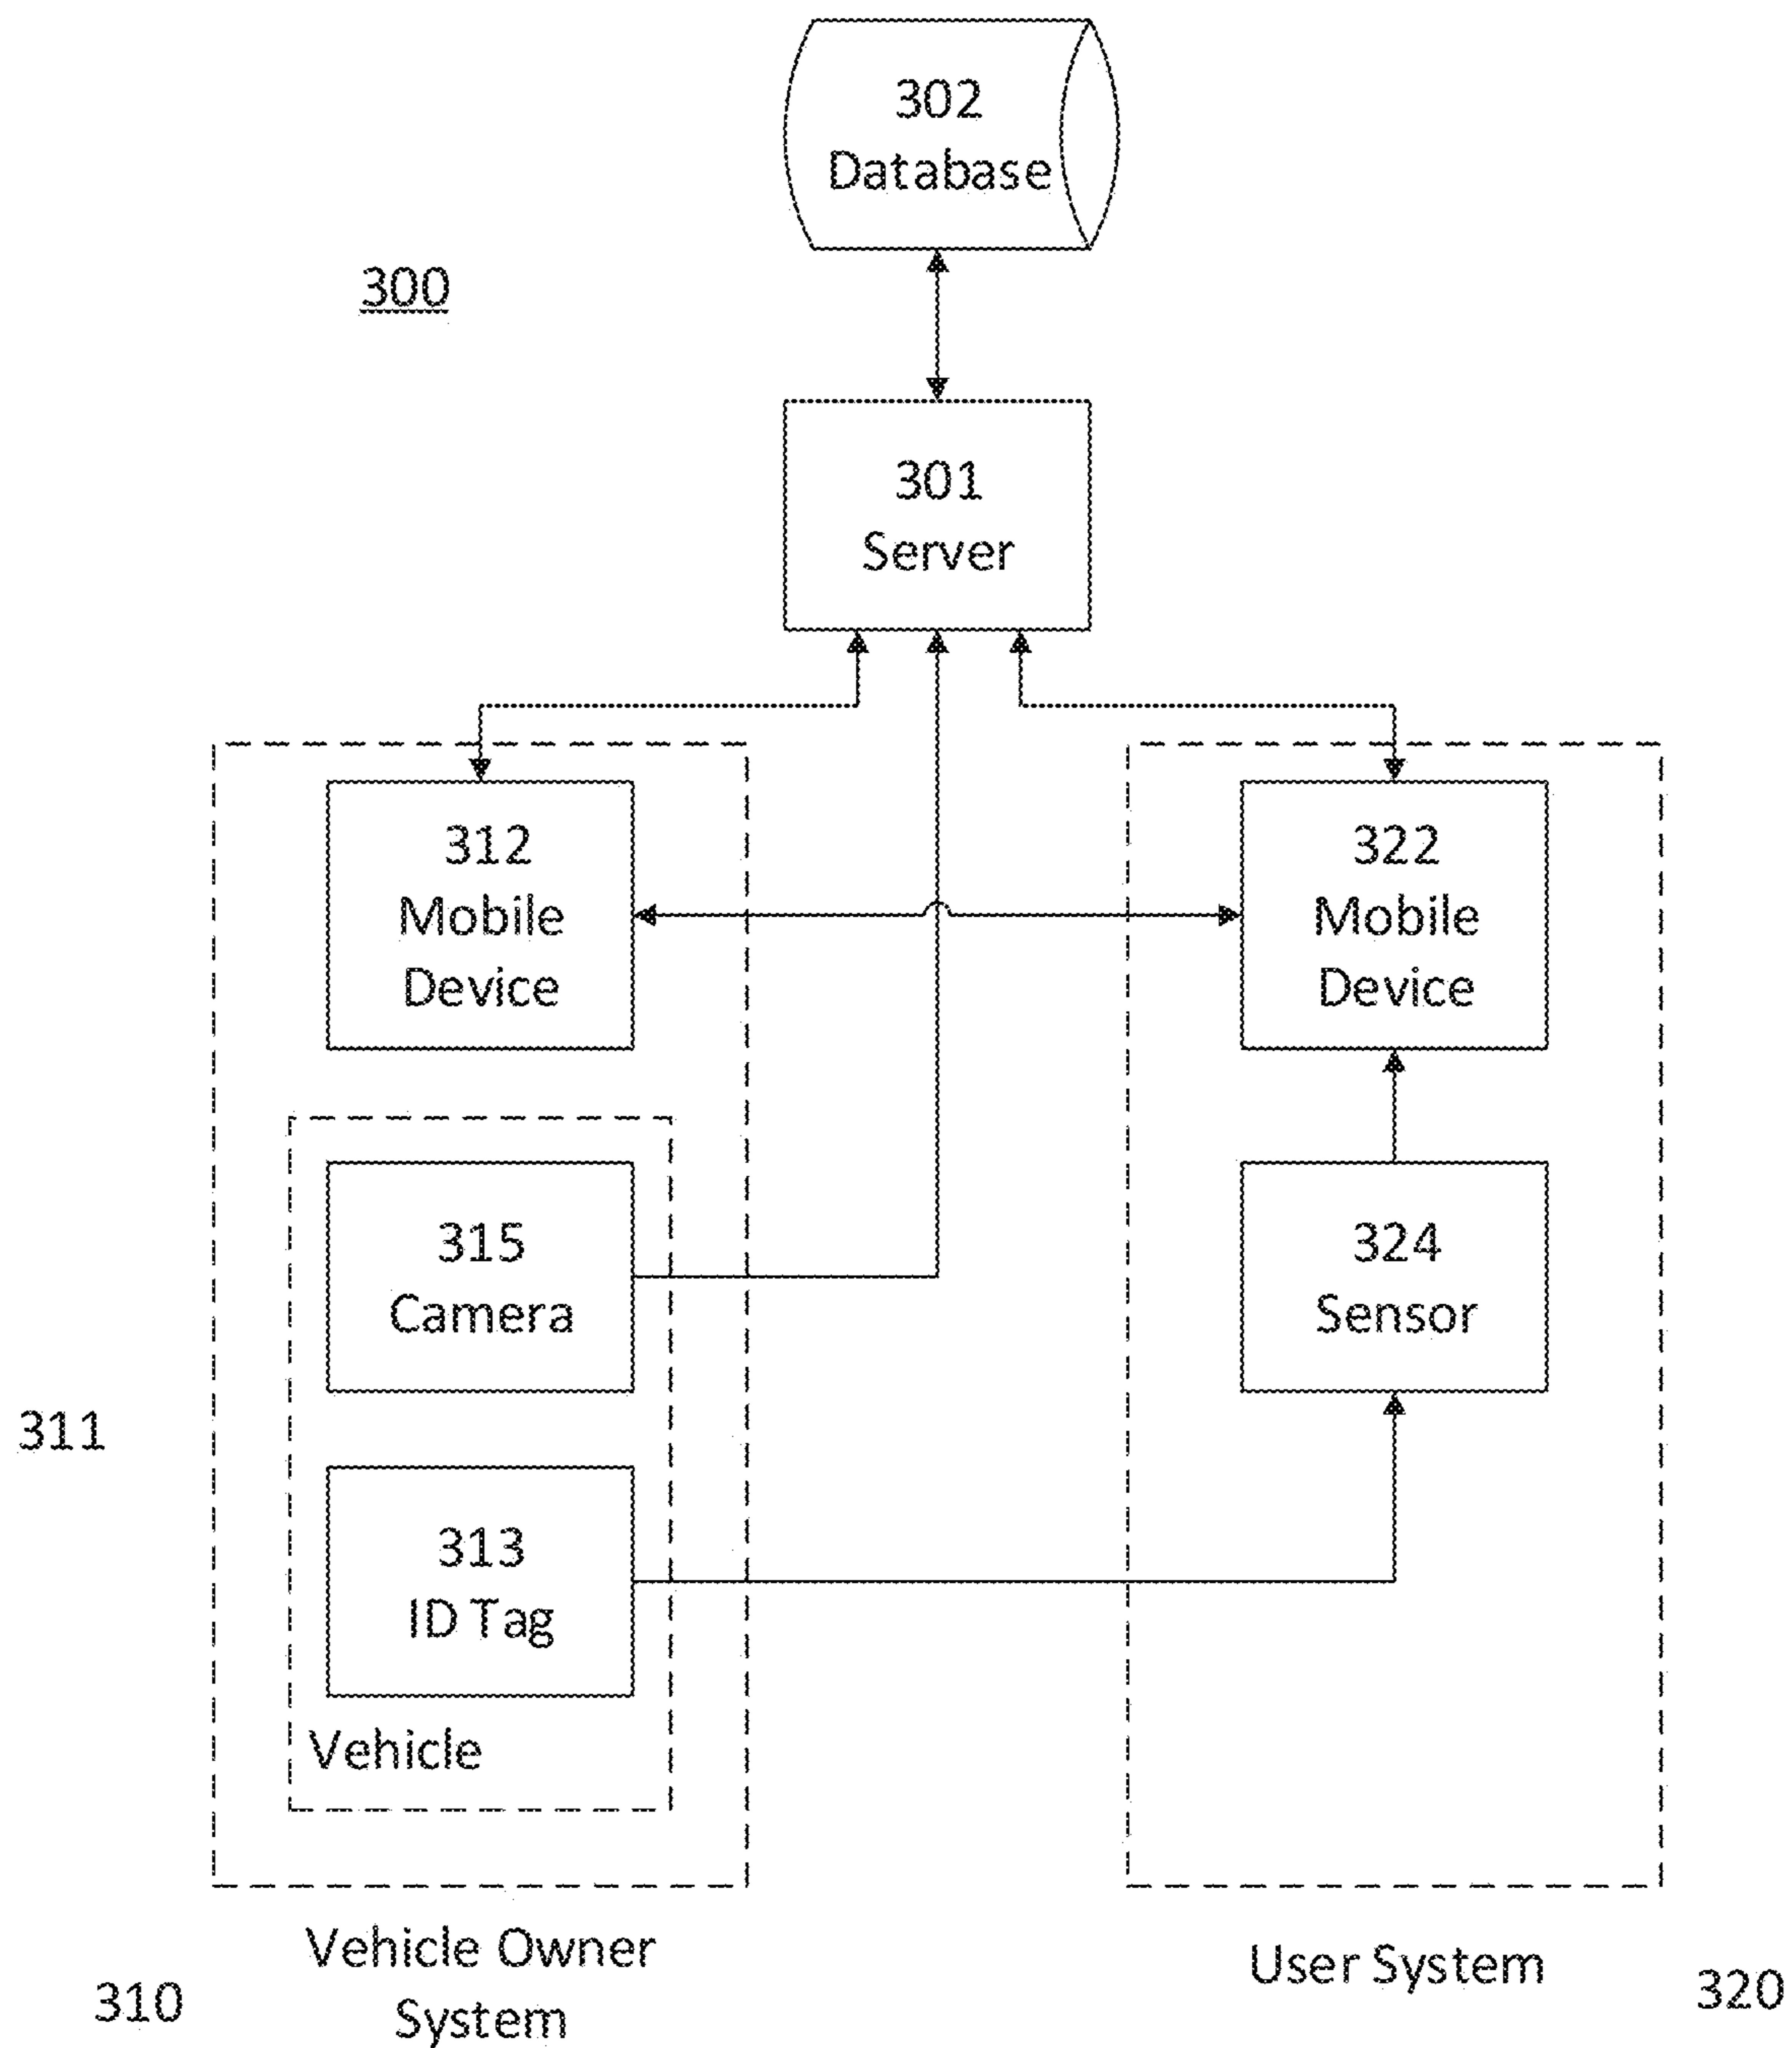 302
Database
300
301
Server
312
Mobile
Device
322
Mobile
Device
315
Camera
324
Sensor
311
313
ID Tag
Vehicle
Vehicle Owner
System
310
User System
320